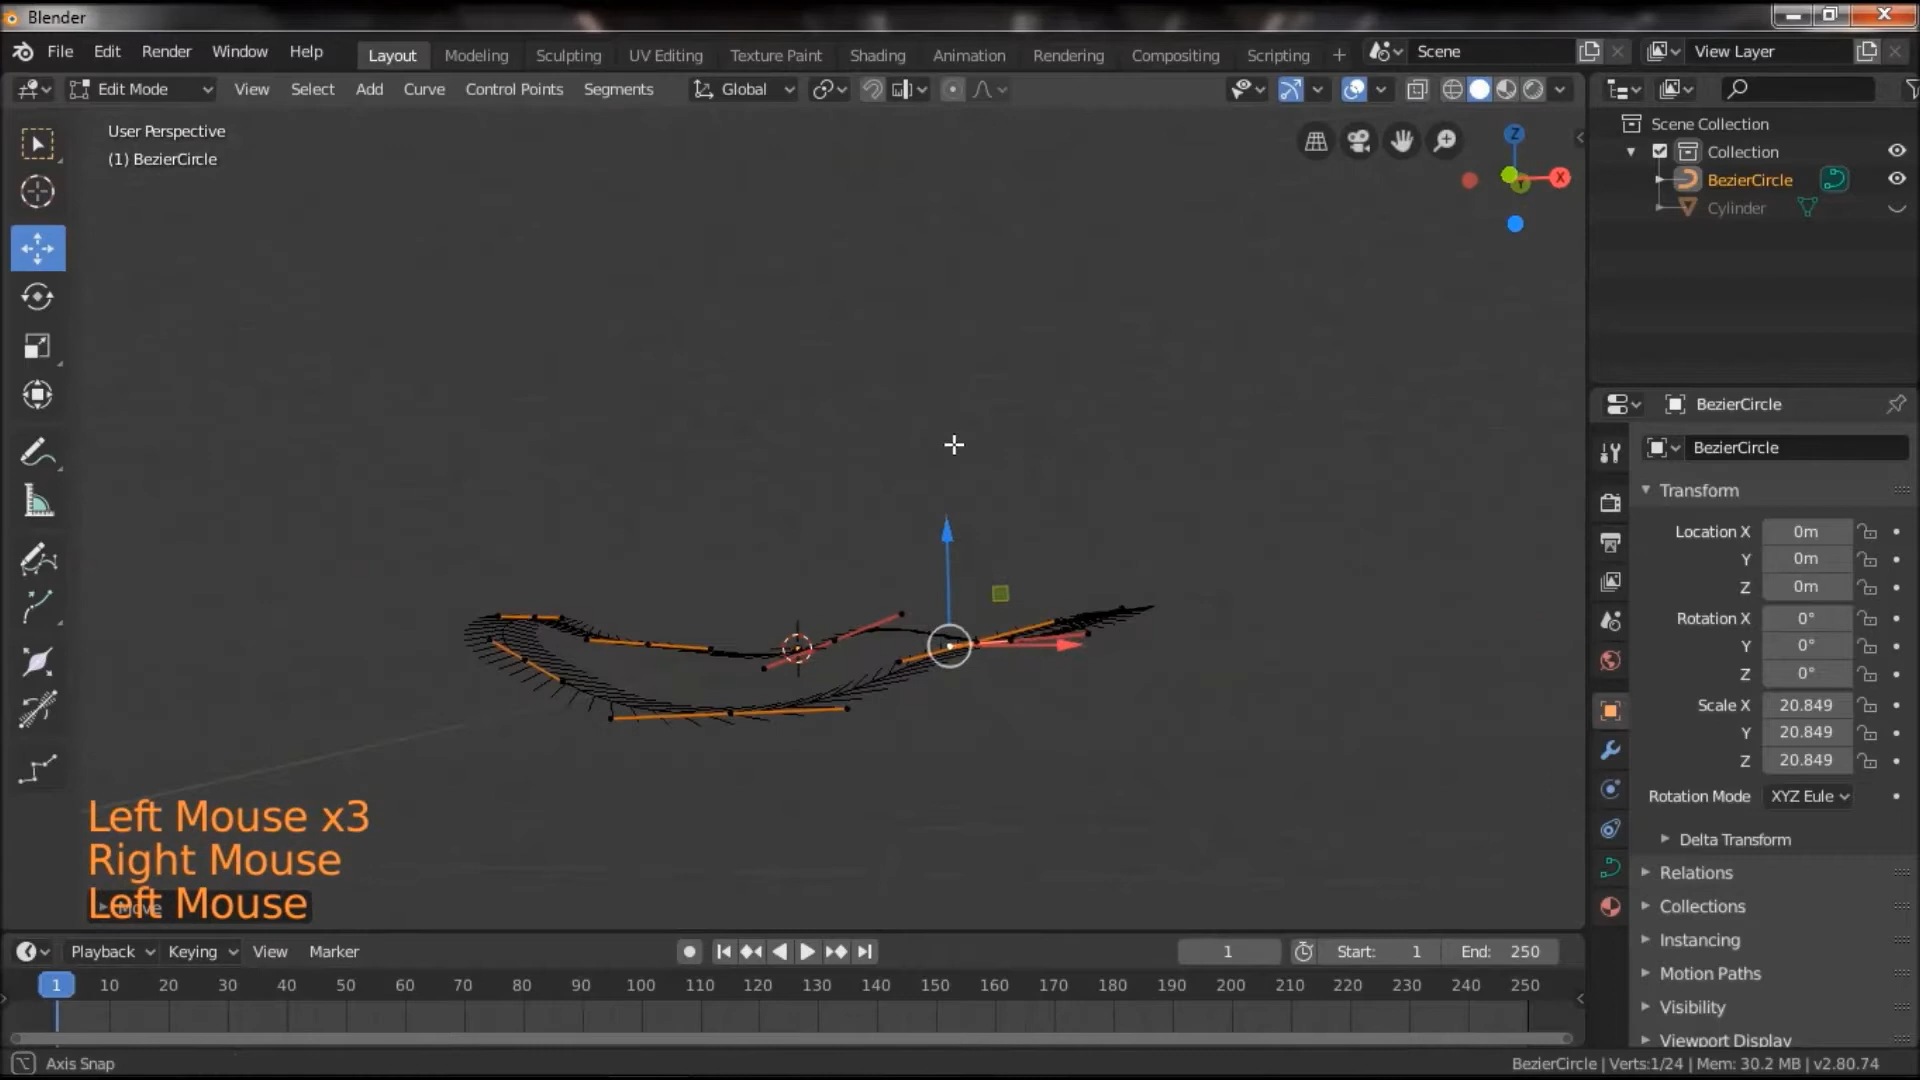 Blender
File Edit Render Window Help Layout Modeling Sculpting UV Editing Texture Paint Shading Animation Rendering Compositing Scripting + Scene View Layer
Edit Mode View Select Add Curve Control Points Segments Global
User Perspective
(1) BezierCircle
Z
X
Y
Scene Collection
Collection
BezierCircle
Cylinder
BezierCircle
BezierCircle
Transform
Location X 0m
Y 0m
Z 0m
Rotation X 0°
Y 0°
Z 0°
Scale X 20.849
Y 20.849
Z 20.849
Rotation Mode XYZ Eule
Delta Transform
Relations
Collections
Instancing
Motion Paths
Visibility
Viewport Display
Left Mouse x3
Right Mouse
Left Mouse
Move
Playback Keying View Marker 1 Start: 1 End: 250
1 10 20 30 40 50 60 70 80 90 100 110 120 130 140 150 160 170 180 190 200 210 220 230 240 250
Axis Snap
BezierCircle | Verts:1/24 | Mem: 30.2 MB | v2.80.74